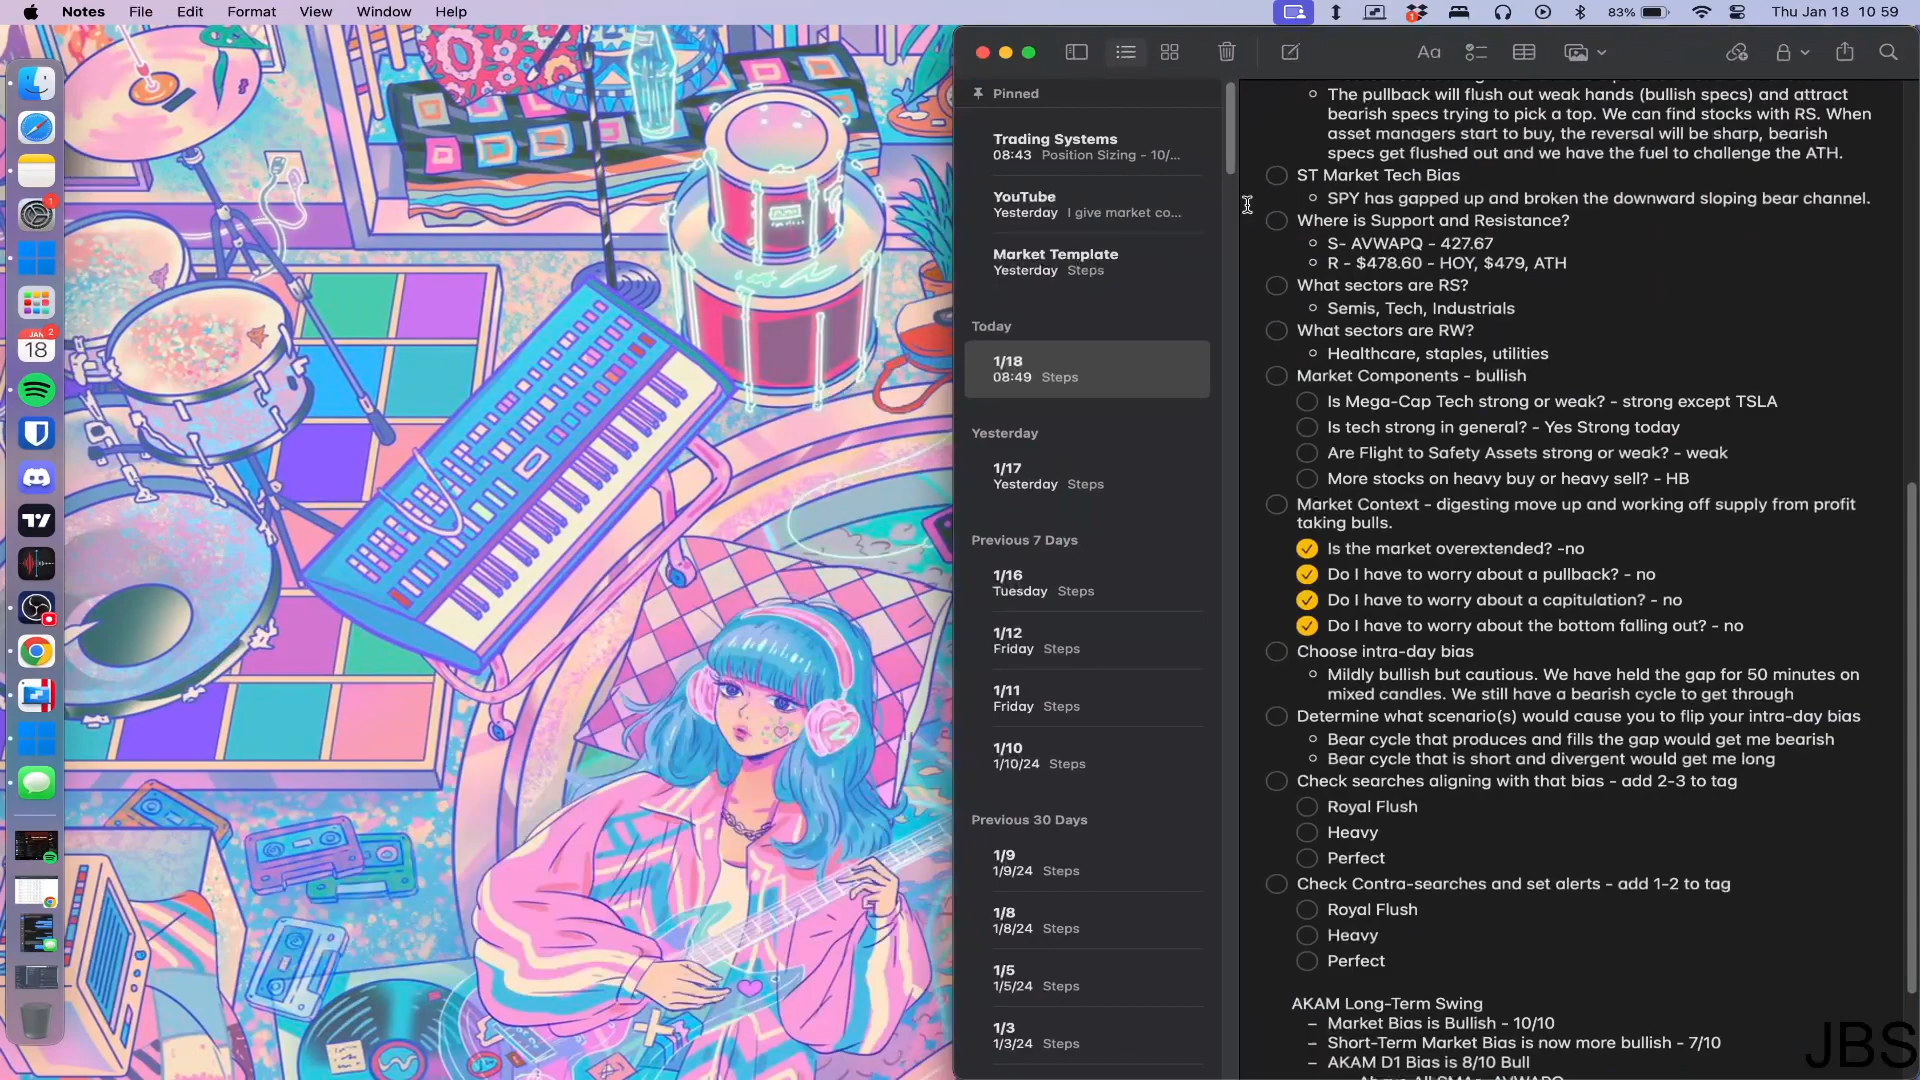 Notes File Edit Format View Window Help 83% Thu Jan 18 10 59
Pinned
Trading Systems
08:43 Position Sizing - 10/...
YouTube
Yesterday I give market co...
Market Template
Yesterday Steps
Today
1/18
08:49 Steps
Yesterday
1/17
Yesterday Steps
Previous 7 Days
1/16
Tuesday Steps
1/12
Friday Steps
1/11
Friday Steps
1/10
1/10/24 Steps
Previous 30 Days
1/9
1/9/24 Steps
1/8
1/8/24 Steps
1/5
1/5/24 Steps
1/3
1/3/24 Steps
Aa
The pullback will flush out weak hands (bullish specs) and attract
bearish specs trying to pick a top. We can find stocks with RS. When
asset managers start to buy, the reversal will be sharp, bearish
specs get flushed out and we have the fuel to challenge the ATH.
ST Market Tech Bias
SPY has gapped up and broken the downward sloping bear channel.
Where is Support and Resistance?
S- AVWAPQ - 427.67
R - $478.60 - HOY, $479, ATH
What sectors are RS?
Semis, Tech, Industrials
What sectors are RW?
Healthcare, staples, utilities
Market Components - bullish
Is Mega-Cap Tech strong or weak? - strong except TSLA
Is tech strong in general? - Yes Strong today
Are Flight to Safety Assets strong or weak? - weak
More stocks on heavy buy or heavy sell? - HB
Market Context - digesting move up and working off supply from profit
taking bulls.
Is the market overextended? -no
Do I have to worry about a pullback? - no
Do I have to worry about a capitulation? - no
Do I have to worry about the bottom falling out? - no
Choose intra-day bias
Mildly bullish but cautious. We have held the gap for 50 minutes on
mixed candles. We still have a bearish cycle to get through
Determine what scenario(s) would cause you to flip your intra-day bias
Bear cycle that produces and fills the gap would get me bearish
Bear cycle that is short and divergent would get me long
Check searches aligning with that bias - add 2-3 to tag
Royal Flush
Heavy
Perfect
Check Contra-searches and set alerts - add 1-2 to tag
Royal Flush
Heavy
Perfect
AKAM Long-Term Swing
– Market Bias is Bullish - 10/10
– Short-Term Market Bias is now more bullish - 7/10
– AKAM D1 Bias is 8/10 Bull
JBS
JAN 2
18